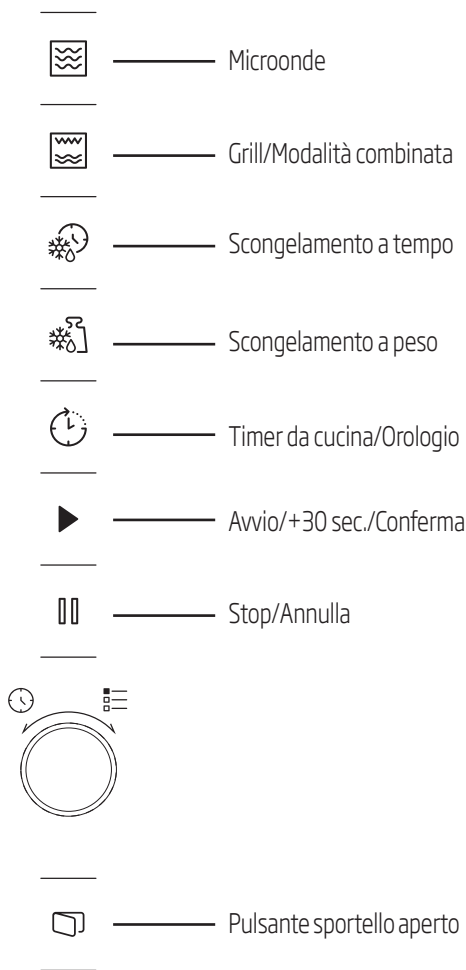 Microonde
Grill/Modalità combinata
Scongelamento a tempo
Scongelamento a peso
Timer da cucina/Orologio
Avvio/+30 sec./Conferma
Stop/Annulla
Pulsante sportello aperto